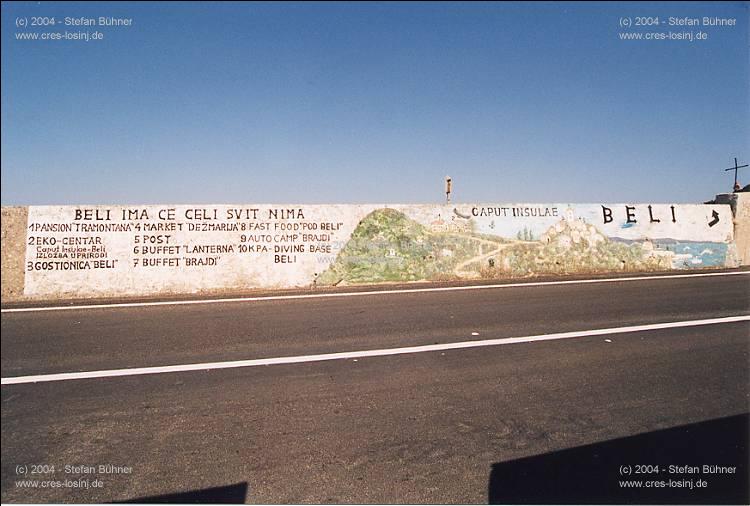 (c) 2004 - Stefan Bühner
www.cres-losinj.de
(c) 2004 - Stefan Bühner
www.cres-losinj.de
BELI IMA CE CELI SVIT NIMA
1 PANSION "TRAMONTANA"
2 EKO-CENTAR
Caput Insulae-Beli
IZLOŽBA U PRIRODI
3 GOSTIONICA "BELI"
4 MARKET "DEŽMARIJA"
5 POST
6 BUFFET "LANTERNA"
7 BUFFET "BRAJDI"
8 FAST FOOD "POD BELI"
9 AUTO CAMP "BRAJDI"
10 KPA-DIVING BASE
BELI
CAPUT INSULAE
BELI
(c) 2004 - Stefan Bühner
www.cres-losinj.de
(c) 2004 - Stefan Bühner
www.cres-losinj.de